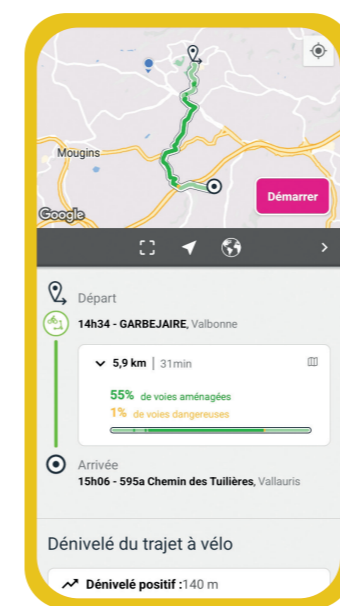 Mougins
Google
Démarrer
Départ
14h34 - GARBEJAIRE, Valbonne
5,9 km | 31min
55% de voies aménagées
1% de voies dangereuses
Arrivée
15h06 - 595a Chemin des Tuilières, Vallauris
Dénivelé du trajet à vélo
Dénivelé positif :140 m